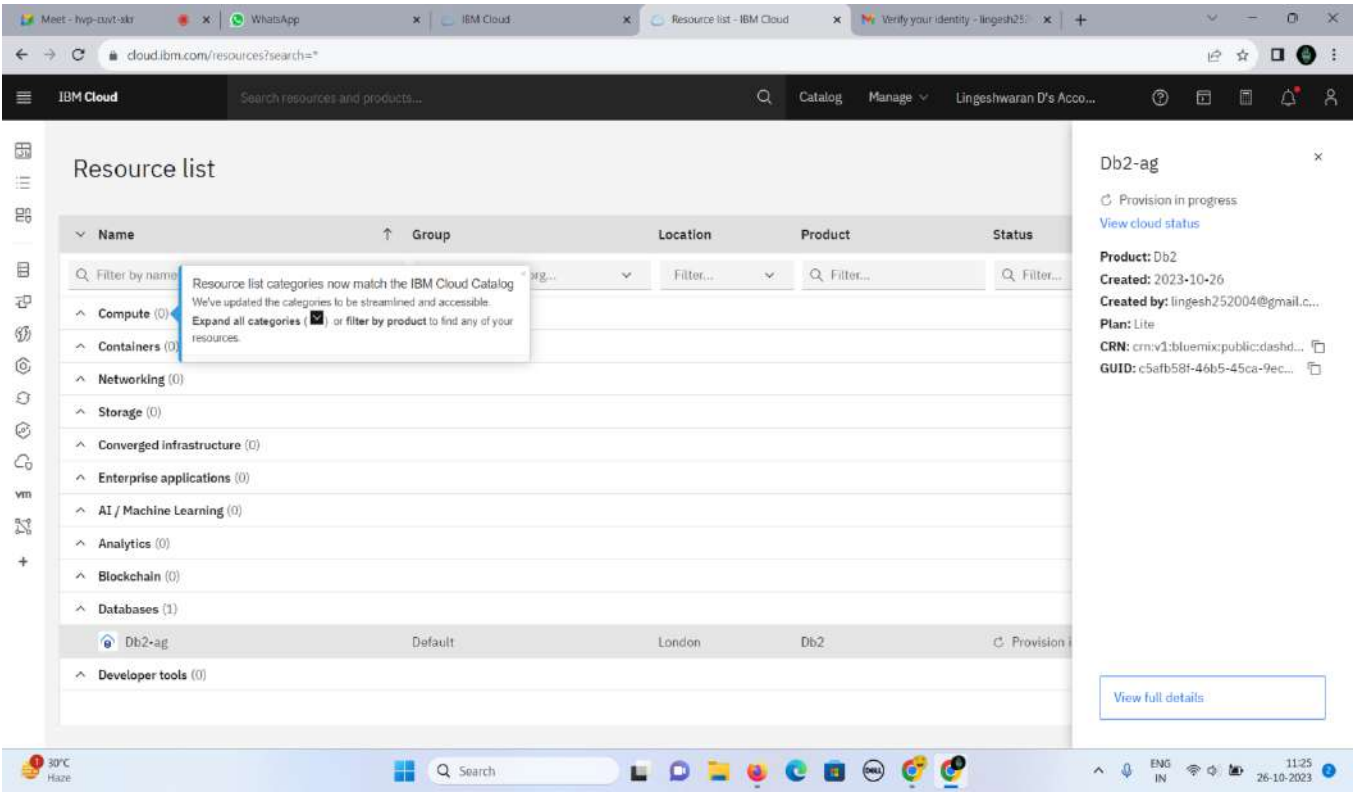 Meet - hvp-cuvt-skr
WhatsApp
IBM Cloud
Resource list - IBM Cloud
Verify your identity - lingesh252
cloud.ibm.com/resources?search=*
IBM Cloud
Search resources and products...
Catalog
Manage
Lingeshwaran D's Acco...
Resource list
Name
Group
Location
Product
Status
Filter by name
org...
Filter...
Filter...
Filter...
Resource list categories now match the IBM Cloud Catalog
We've updated the categories to be streamlined and accessible.
Expand all categories ( ) or filter by product to find any of your
resources.
Compute (0)
Containers (0)
Networking (0)
Storage (0)
Converged infrastructure (0)
Enterprise applications (0)
AI / Machine Learning (0)
Analytics (0)
Blockchain (0)
Databases (1)
Db2-ag
Default
London
Db2
Provision i
Developer tools (0)
vm
Db2-ag
Provision in progress
View cloud status
Product: Db2
Created: 2023-10-26
Created by: lingesh252004@gmail.c...
Plan: Lite
CRN: crn:v1:bluemix:public:dashd...
GUID: c5afb58f-46b5-45ca-9ec...
View full details
1
30°C
Haze
Search
DELL
ENG
IN
11:25
26-10-2023
2